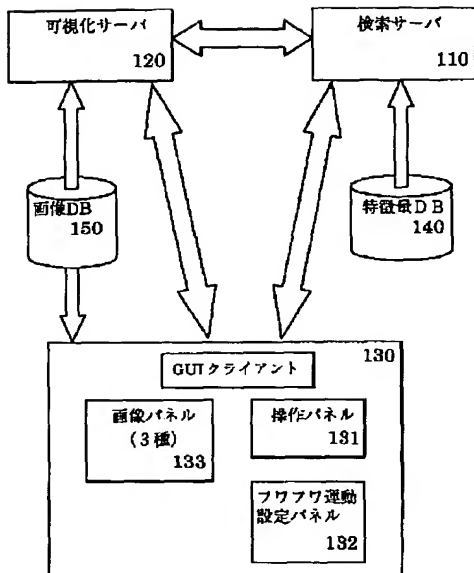 可視化サーバ
120
検索サーバ
110
画像DB
150
特徴量DB
140
130
GUIクライアント
画像パネル
(3種)
133
操作パネル
131
フワフワ運動
設定パネル
132